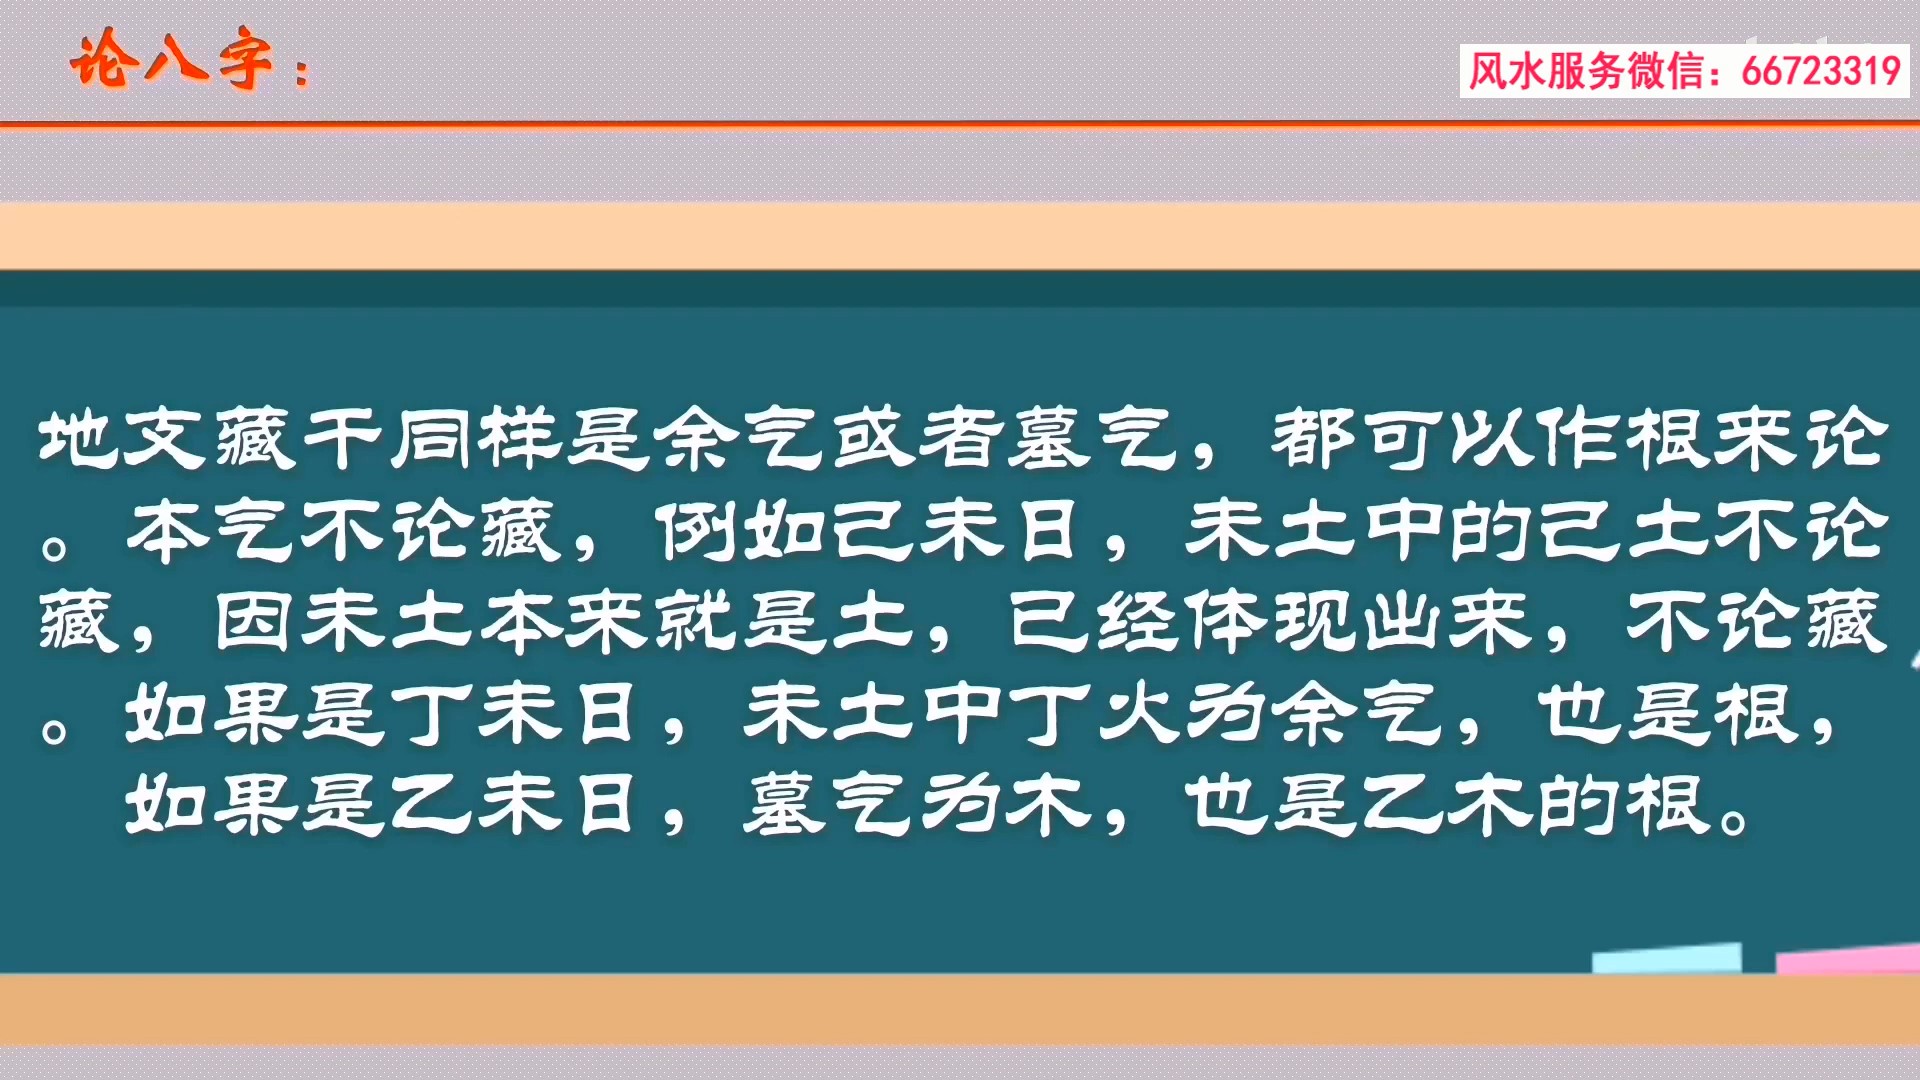 论八字：
风水服务微信：66723319
地支藏干同样是余气或者墓气，都可以作根来论
。本气不论藏，例如己未日，未土中的己土不论
藏，因未土本来就是土，已经体现出来，不论藏
。如果是丁未日，未土中丁火为余气，也是根，
如果是乙未日，墓气为木，也是乙木的根。